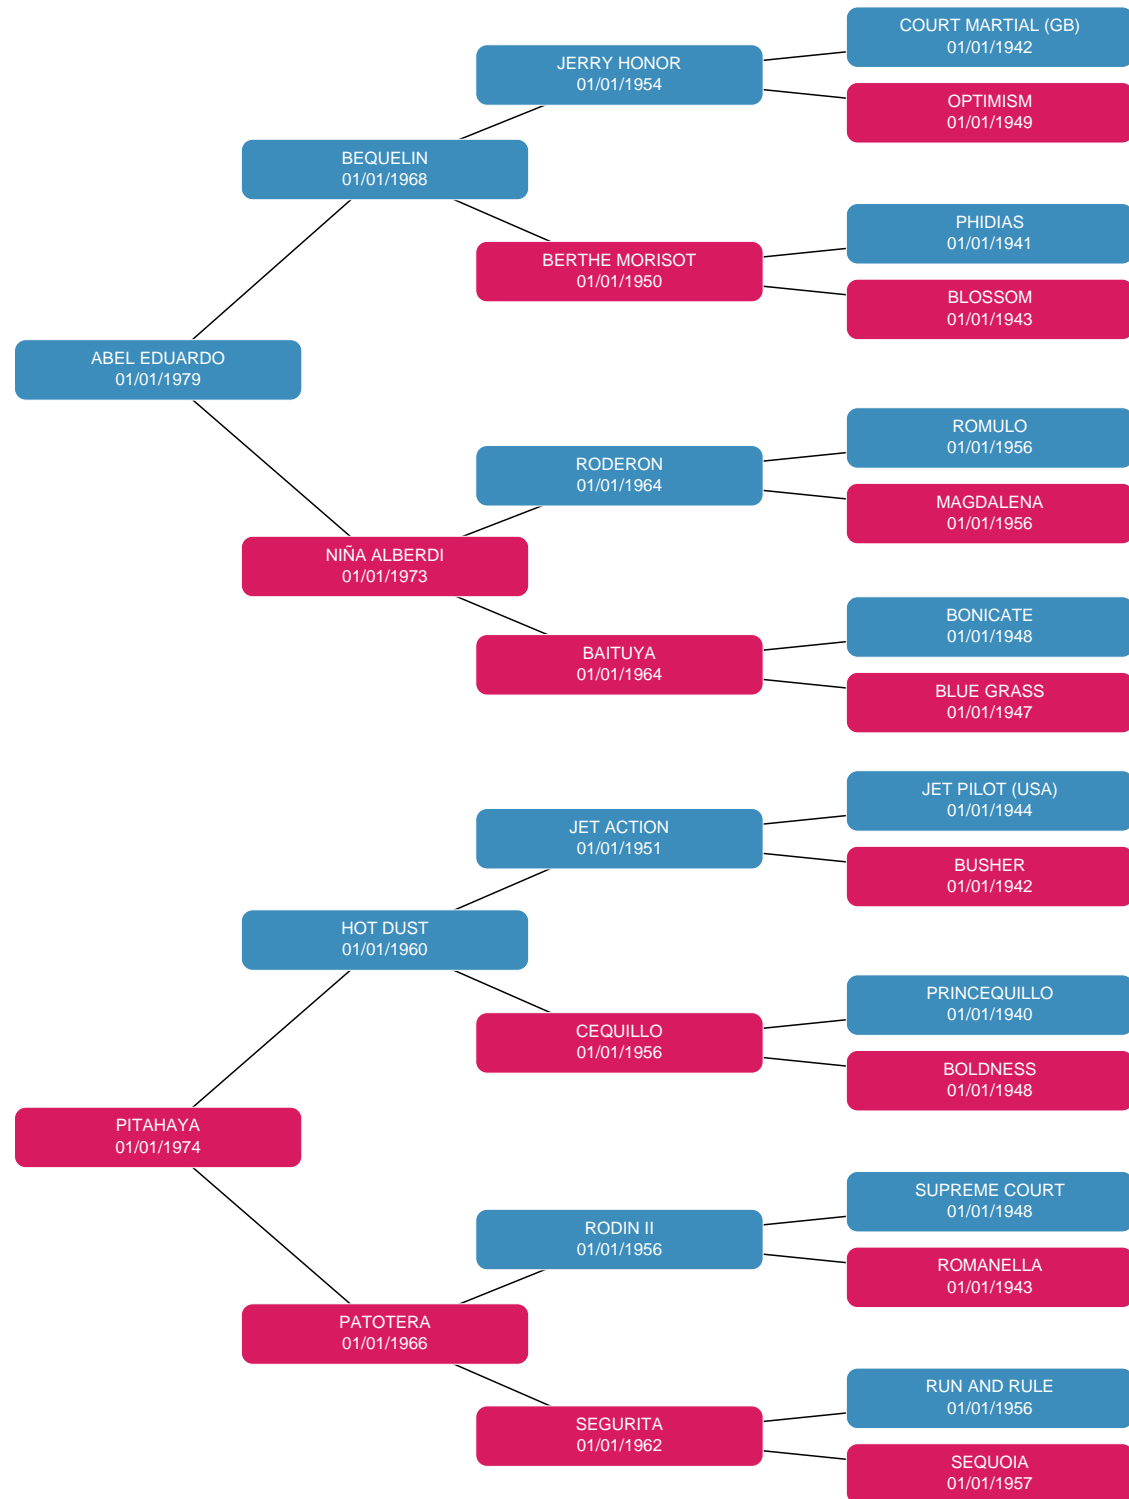 COURT MARTIAL (GB)
01/01/1942
JERRY HONOR
01/01/1954
OPTIMISM
01/01/1949
BEQUELIN
01/01/1968
PHIDIAS
01/01/1941
BERTHE MORISOT
01/01/1950
BLOSSOM
01/01/1943
ABEL EDUARDO
01/01/1979
ROMULO
01/01/1956
RODERON
01/01/1964
MAGDALENA
01/01/1956
NIÑA ALBERDI
01/01/1973
BONICATE
01/01/1948
BAITUYA
01/01/1964
BLUE GRASS
01/01/1947
JET PILOT (USA)
01/01/1944
JET ACTION
01/01/1951
BUSHER
01/01/1942
HOT DUST
01/01/1960
PRINCEQUILLO
01/01/1940
CEQUILLO
01/01/1956
BOLDNESS
01/01/1948
PITAHAYA
01/01/1974
SUPREME COURT
01/01/1948
RODIN II
01/01/1956
ROMANELLA
01/01/1943
PATOTERA
01/01/1966
RUN AND RULE
01/01/1956
SEGURITA
01/01/1962
SEQUOIA
01/01/1957